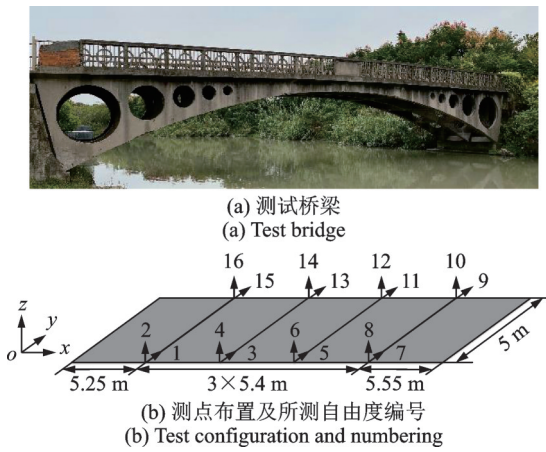 (a) 测试桥梁
(a) Test bridge
16 14 12 10
15 13 11 9
z y o x
2 4 6 8
1 3 5 7
5 m
5.25 m 3×5.4 m 5.55 m
(b) 测点布置及所测自由度编号
(b) Test configuration and numbering